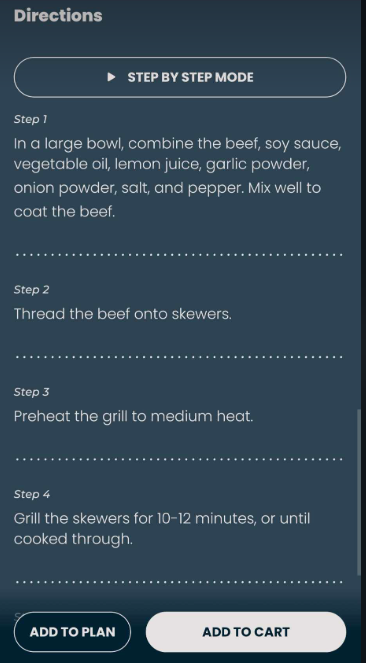 Directions
STEP BY STEP MODE
Step 1
In a large bowl, combine the beef, soy sauce,
vegetable oil, lemon juice, garlic powder,
onion powder, salt, and pepper. Mix well to
coat the beef.
Step 2
Thread the beef onto skewers.
Step 3
Preheat the grill to medium heat.
Step 4
Grill the skewers for 10-12 minutes, or until
cooked through.
ADD TO PLAN
ADD TO CART